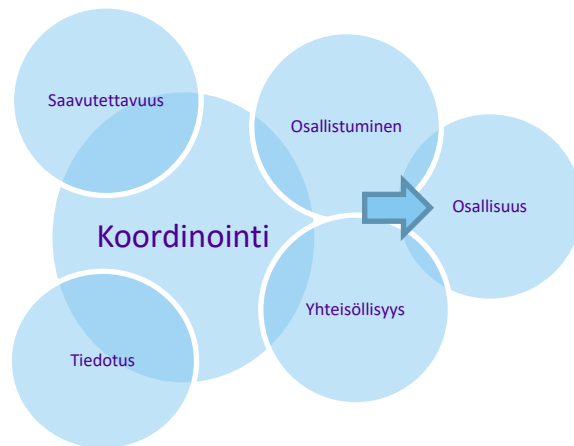 Saavutettavuus
Osallistuminen
Osallisuus
Koordinointi
Yhteisöllisyys
Tiedotus